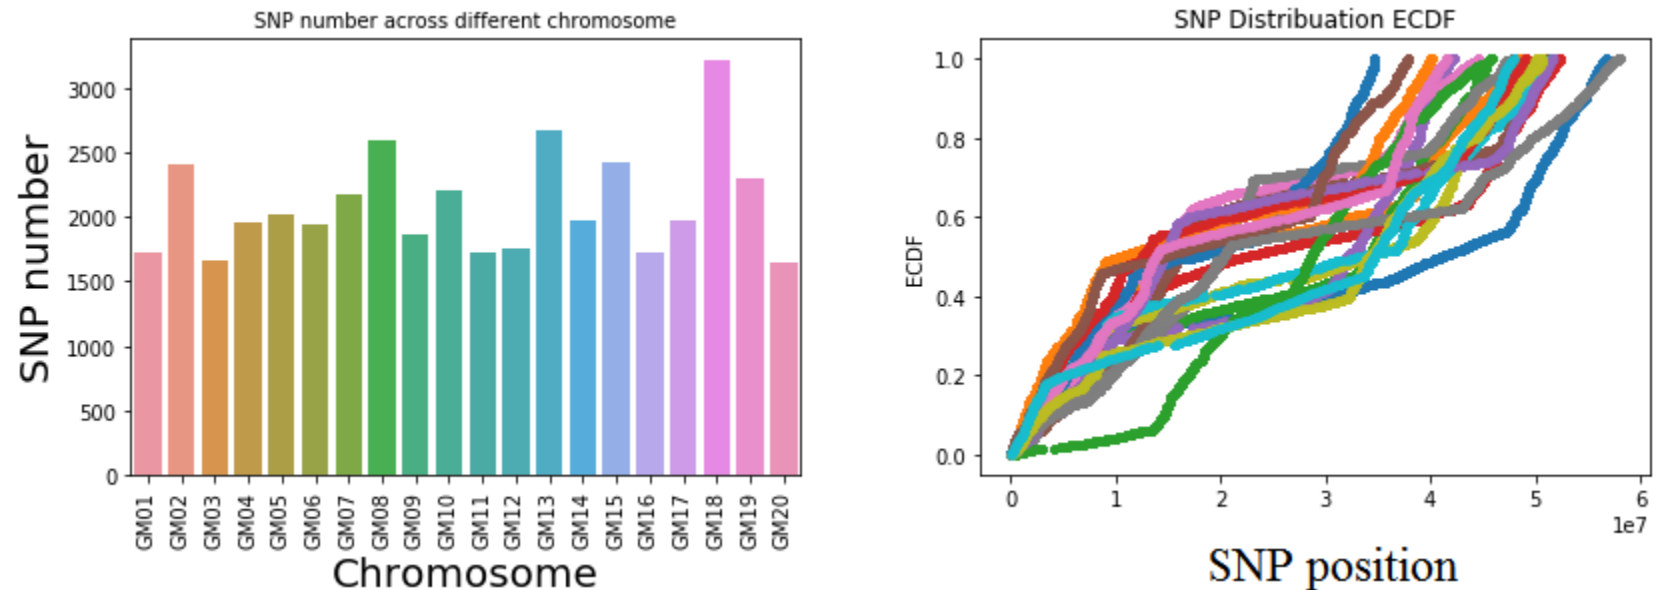 SNP number across different chromosome
SNP number
3000
2500
2000
1500
1000
500
0
GM01
GM02
GM03
GM04
GM05
GM06
GM07
GM08
GM09
GM10
GM11
GM12
GM13
GM14
GM15
GM16
GM17
GM18
GM19
GM20
Chromosome
SNP Distribuation ECDF
ECDF
1.0
0.8
0.6
0.4
0.2
0.0
0 1 2 3 4 5 6
1e7
SNP position